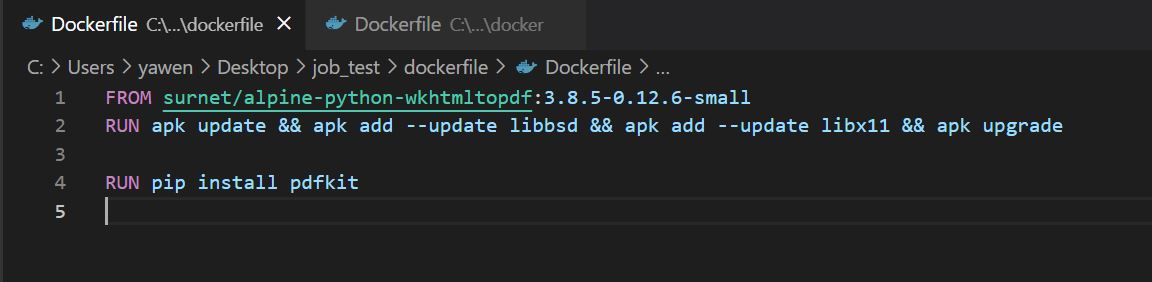 Dockerfile C:\...\dockerfile × Dockerfile C:\...\docker
C: > Users > yawen > Desktop > job_test > dockerfile > Dockerfile > ...
1 FROM surnet/alpine-python-wkhtmltopdf:3.8.5-0.12.6-small
2 RUN apk update && apk add --update libbsd && apk add --update libx11 && apk upgrade
3
4 RUN pip install pdfkit
5